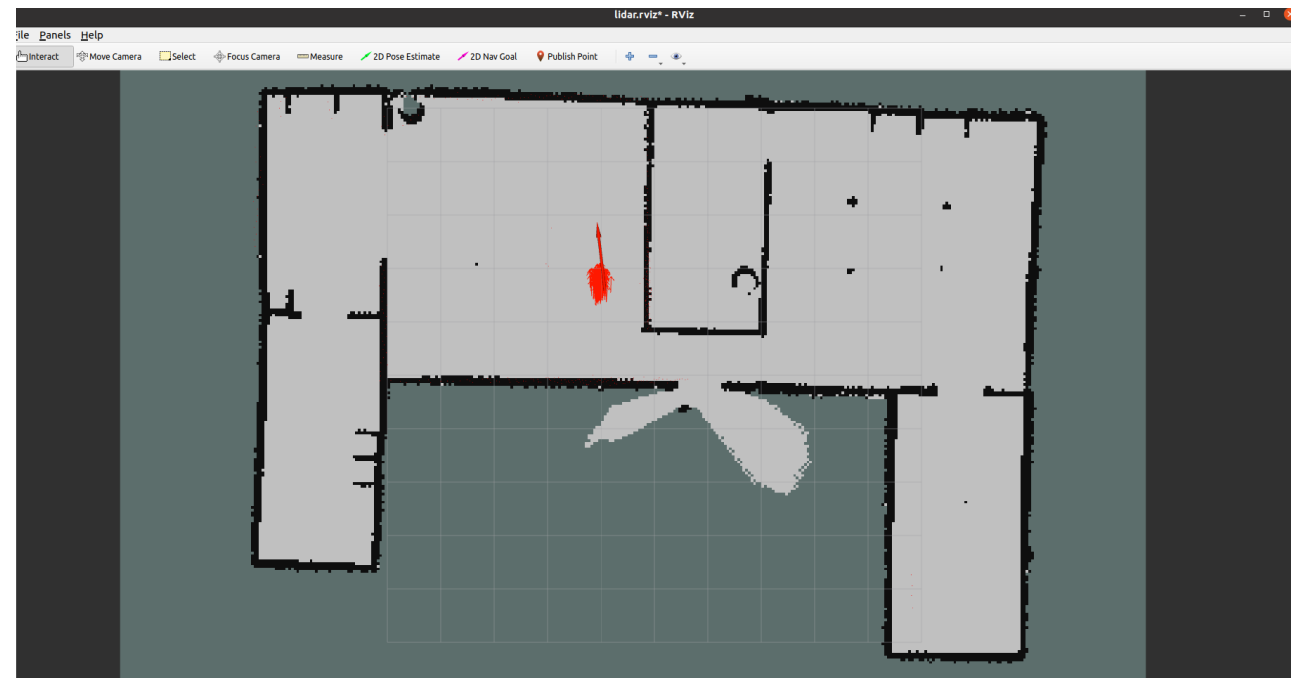 lidar.rviz* - RViz
ile Panels Help
Interact Move Camera Select Focus Camera Measure 2D Pose Estimate 2D Nav Goal Publish Point